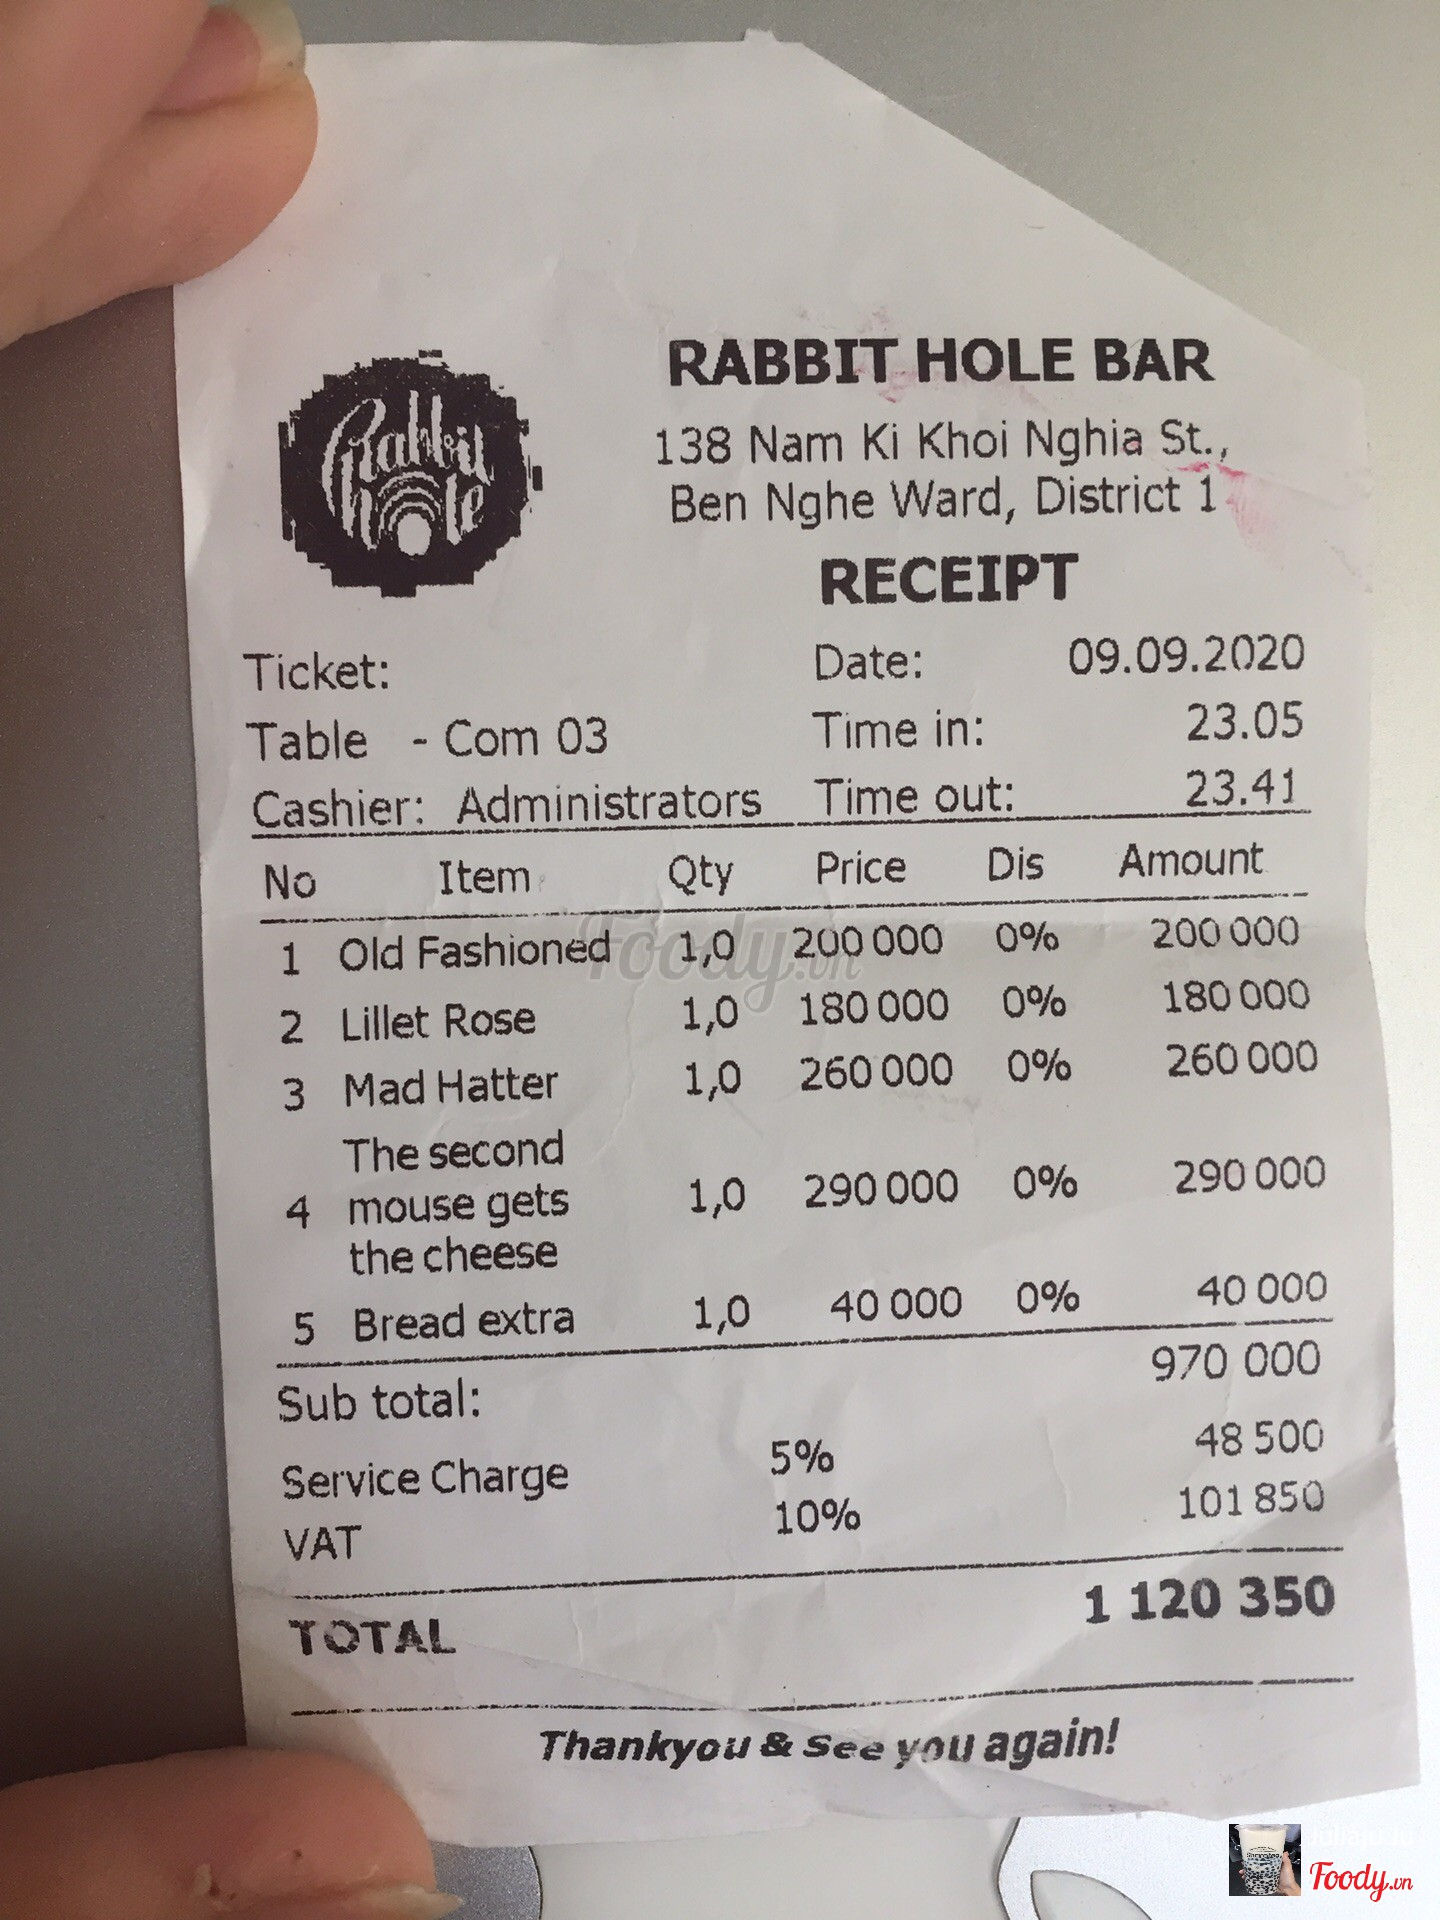 Rabbit
hole
RABBIT HOLE BAR
138 Nam Ki Khoi Nghia St.,
Ben Nghe Ward, District 1
RECEIPT
Ticket: Date: 09.09.2020
Table - Com 03 Time in: 23.05
Cashier: Administrators Time out: 23.41
No Item Qty Price Dis Amount
1 Old Fashioned 1,0 200 000 0% 200 000
2 Lillet Rose 1,0 180 000 0% 180 000
3 Mad Hatter 1,0 260 000 0% 260 000
The second
4 mouse gets 1,0 290 000 0% 290 000
the cheese
5 Bread extra 1,0 40 000 0% 40 000
Sub total: 970 000
Service Charge 5% 48 500
VAT 10% 101 850
TOTAL 1 120 350
Thankyou & See you again!
Foody.vn
Foody.vn